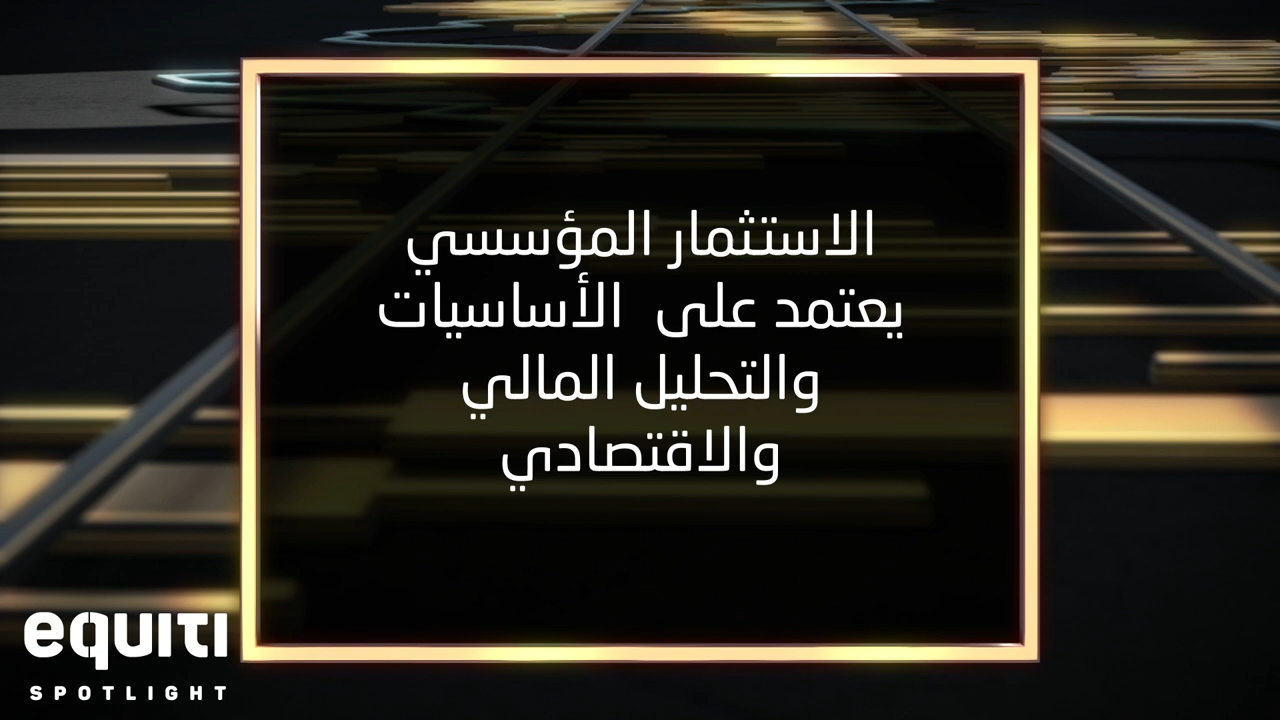 الاستثمار المؤسسي
يعتمد على الأساسيات
والتحليل المالي
والاقتصادي
equiti
SPOTLIGHT